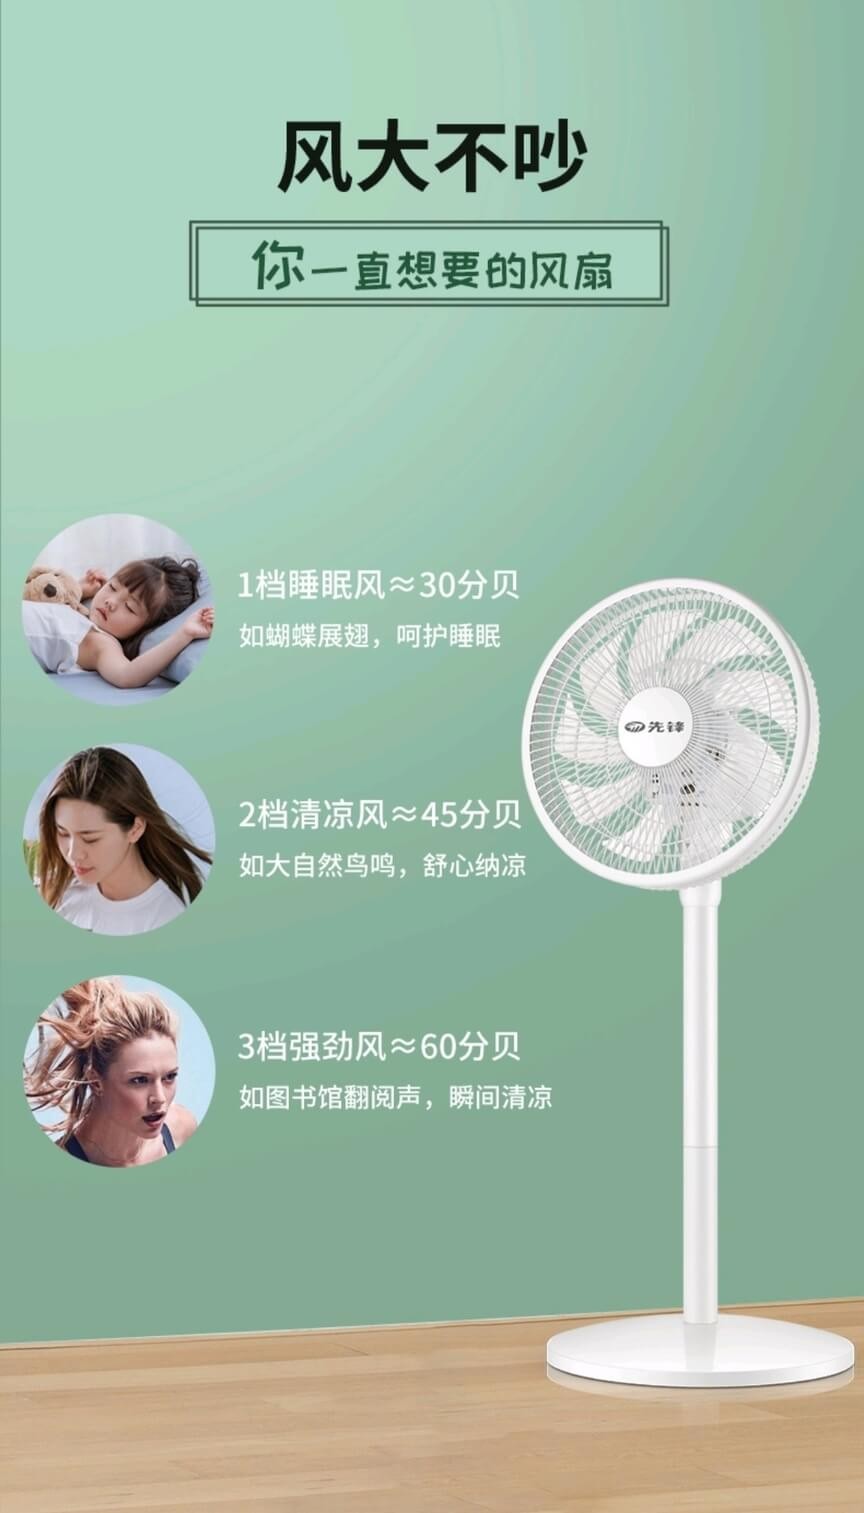 风大不吵
你一直想要的风扇
1档睡眠风≈30分贝
如蝴蝶展翅，呵护睡眠
先锋
2档清凉风≈45分贝
如大自然鸟鸣，舒心纳凉
3档强劲风≈60分贝
如图书馆翻阅声，瞬间清凉